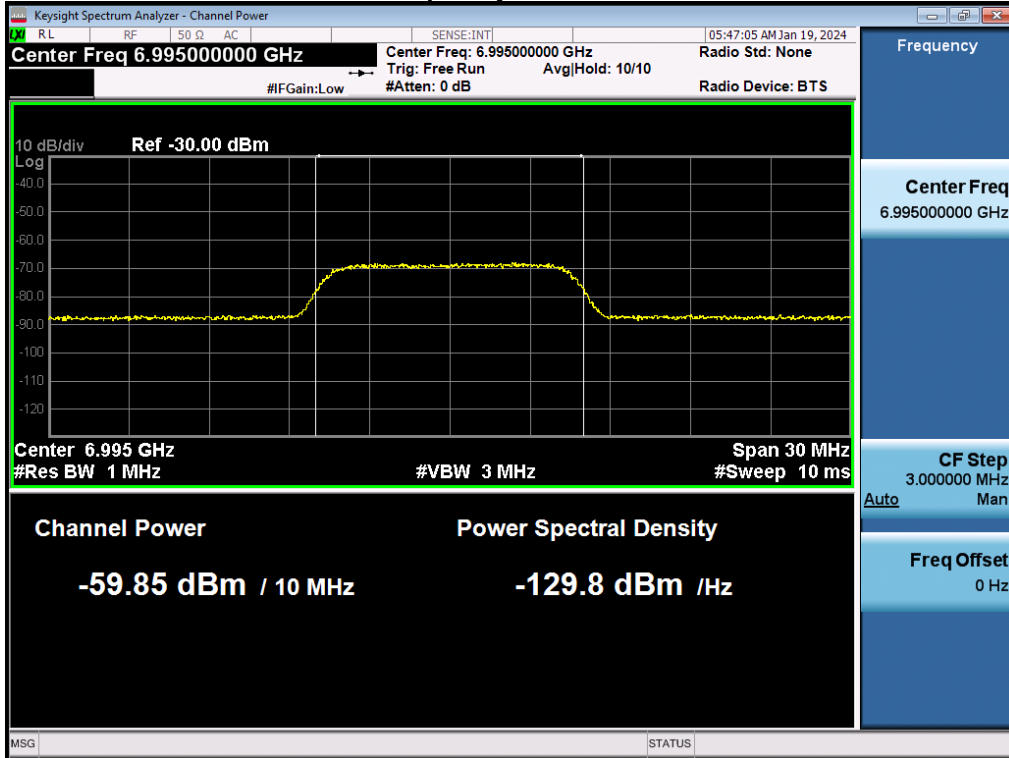 Keysight Spectrum Analyzer - Channel Power
LXI RL RF 50 Ω AC SENSE:INT 05:47:05 AM Jan 19, 2024
Center Freq 6.995000000 GHz
Center Freq: 6.995000000 GHz Radio Std: None
Trig: Free Run Avg|Hold: 10/10
#IFGain:Low #Atten: 0 dB Radio Device: BTS
10 dB/div Ref -30.00 dBm
Log
-40.0
-50.0
-60.0
-70.0
-80.0
-90.0
-100
-110
-120
Center 6.995 GHz Span 30 MHz
#Res BW 1 MHz #VBW 3 MHz #Sweep 10 ms
Channel Power Power Spectral Density
-59.85 dBm / 10 MHz -129.8 dBm /Hz
Frequency
Center Freq
6.995000000 GHz
CF Step
3.000000 MHz
Auto Man
Freq Offset
0 Hz
MSG STATUS